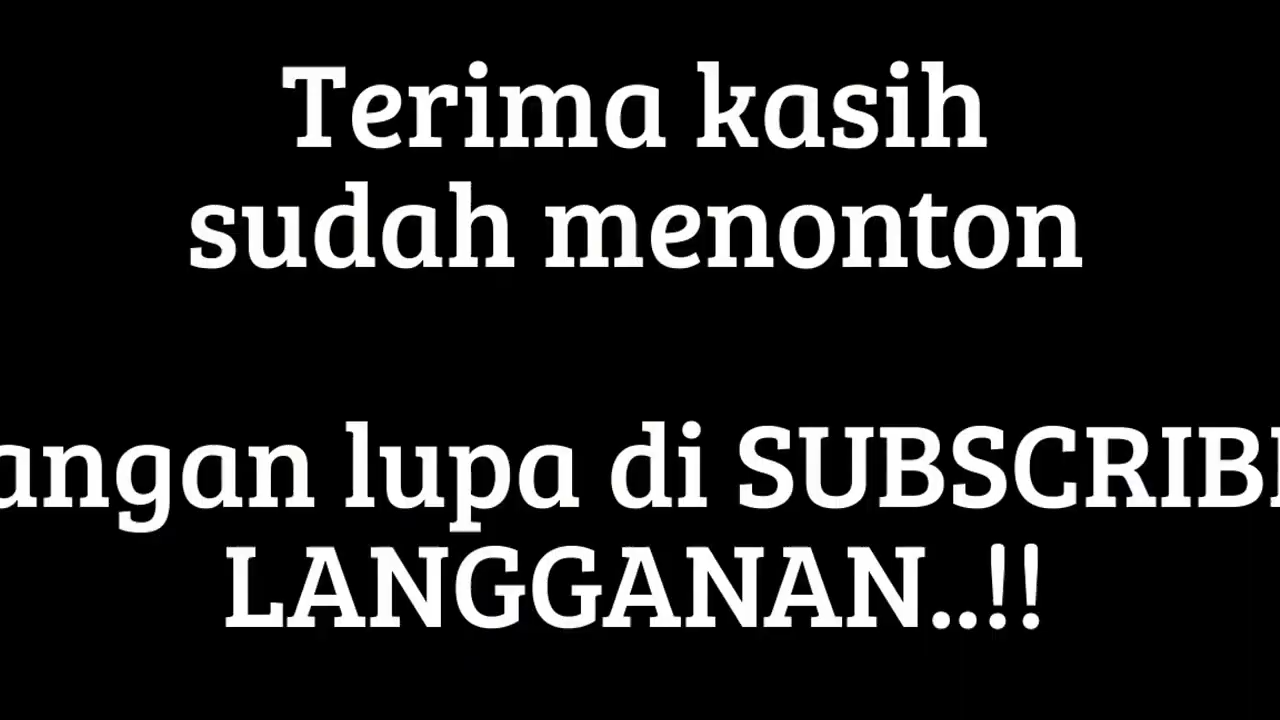 Terima kasih
sudah menonton
angan lupa di SUBSCRIB
LANGGANAN..!!